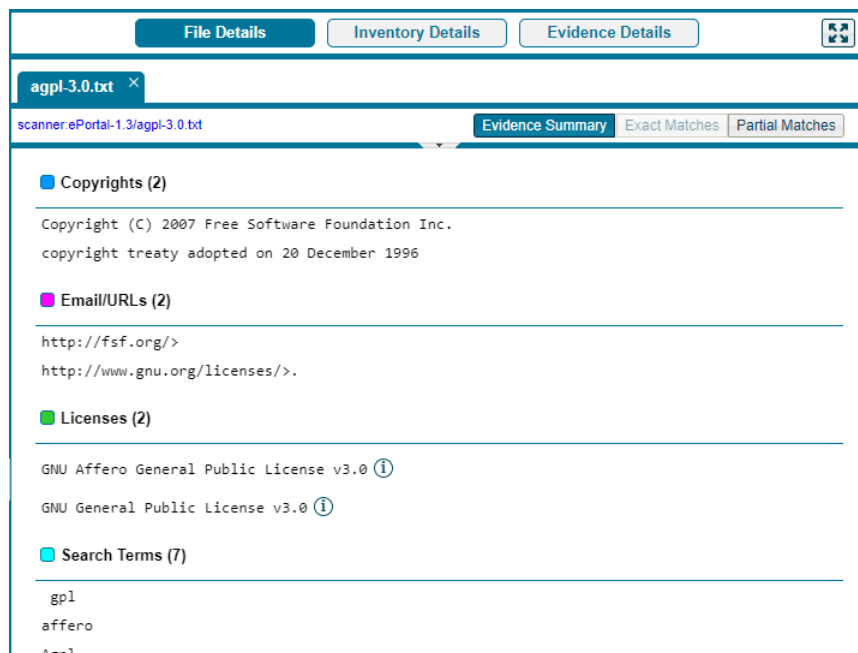 File Details Inventory Details Evidence Details
agpl-3.0.txt ×
scanner:ePortal-1.3/agpl-3.0.txt Evidence Summary Exact Matches Partial Matches
Copyrights (2)
Copyright (C) 2007 Free Software Foundation Inc.
copyright treaty adopted on 20 December 1996
Email/URLs (2)
http://fsf.org/>
http://www.gnu.org/licenses/>.
Licenses (2)
GNU Affero General Public License v3.0 i
GNU General Public License v3.0 i
Search Terms (7)
gpl
affero